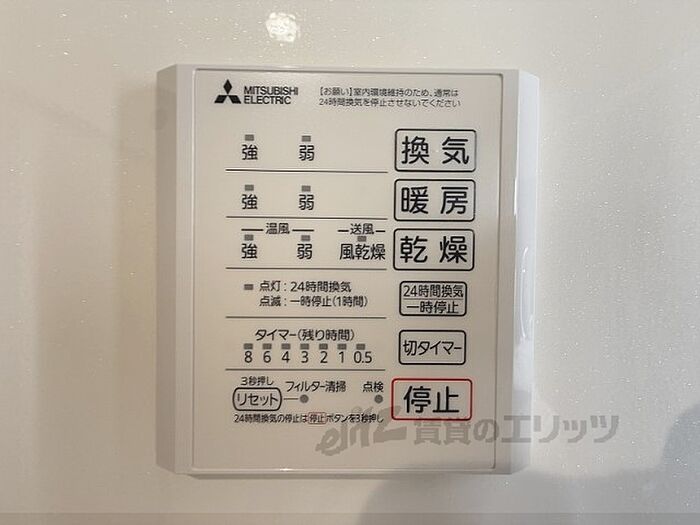 MITSUBISHI ELECTRIC
【お願い】室内環境維持のため、通常は
24時間換気を停止させないでください
強 弱 換気
強 弱 暖房
温風 送風
強 弱 風乾燥 乾燥
点灯：24時間換気
点滅：一時停止(1時間)
24時間換気
一時停止
タイマー(残り時間)
8 6 4 3 2 1 0.5
切タイマー
3秒押し
リセット フィルター清掃 点検
停止
24時間換気の停止は停止ボタンを3秒押し
elitz 賃貸のエリッツ